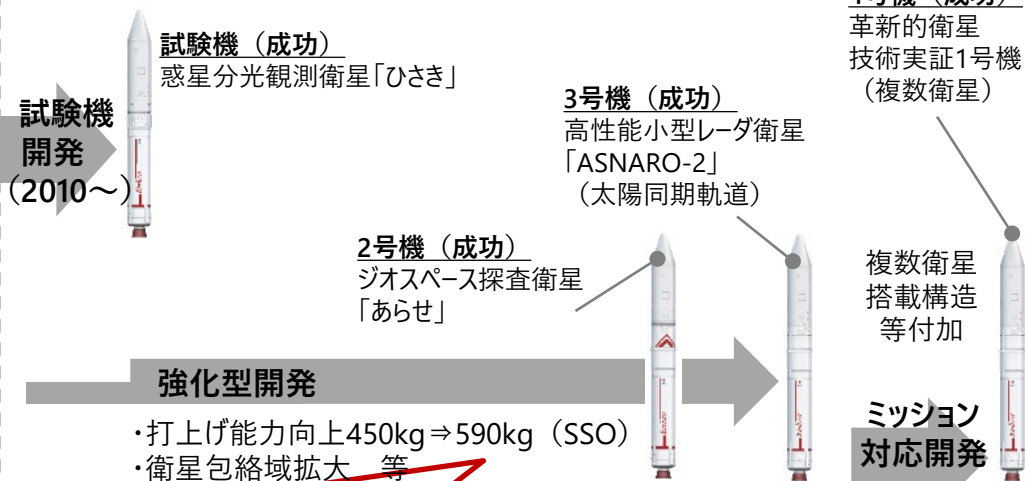 試験機（成功）
惑星分光観測衛星「ひさき」
試験機
開発
（2010～）
革新的衛星
技術実証1号機
（複数衛星）
3号機（成功）
高性能小型レーダ衛星
「ASNARO-2」
（太陽同期軌道）
2号機（成功）
ジオスペース探査衛星
「あらせ」
複数衛星
搭載構造
等付加
強化型開発
・打上げ能力向上450kg⇒590kg（SSO）
・衛星包絡域拡大　等
ミッション
対応開発